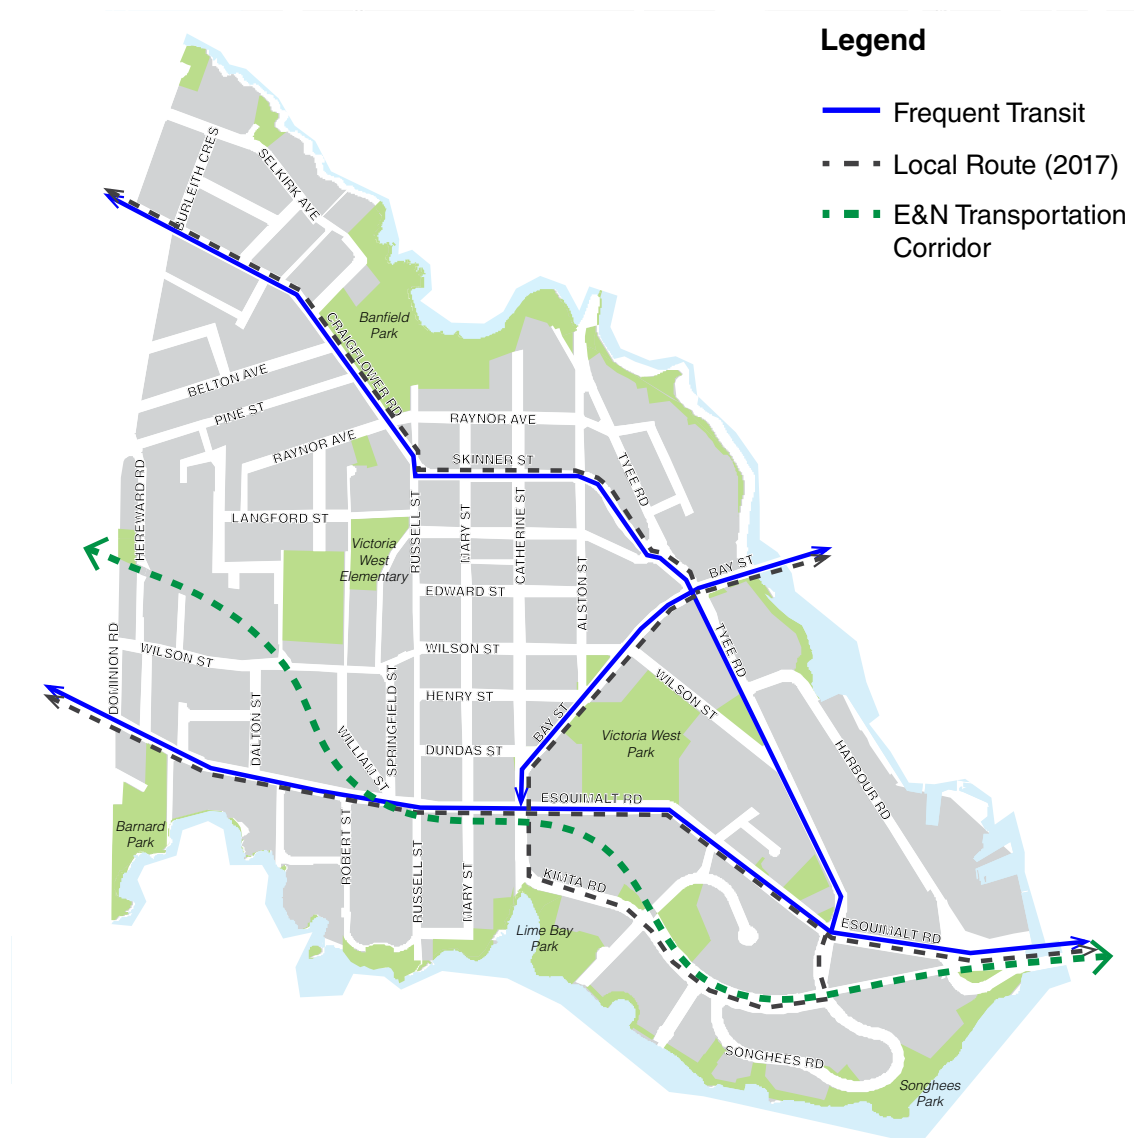 Legend
Frequent Transit
Local Route (2017)
E&N Transportation
Corridor
BURLEITH CRES
SELKIRK AVE
Banfield
Park
CRAIGFLOWER RD
BELTON AVE
PINE ST
RAYNOR AVE
RAYNOR AVE
SKINNER ST
TYEE RD
HEREWARD RD
LANGFORD ST
Victoria
West
Elementary
RUSSELL ST
MARY ST
CATHERINE ST
ALSTON ST
BAY ST
EDWARD ST
DOMINION RD
WILSON ST
WILSON ST
TYEE RD
WILSON ST
HENRY ST
DALTON ST
SPRINGFIELD ST
WILLIAM ST
BAY ST
Victoria West
Park
DUNDAS ST
HARBOUR RD
ESQUIMALT RD
Barnard
Park
ROBERT ST
RUSSELL ST
MARY ST
KIMTA RD
Lime Bay
Park
ESQUIMALT RD
SONGHEES RD
Songhees
Park